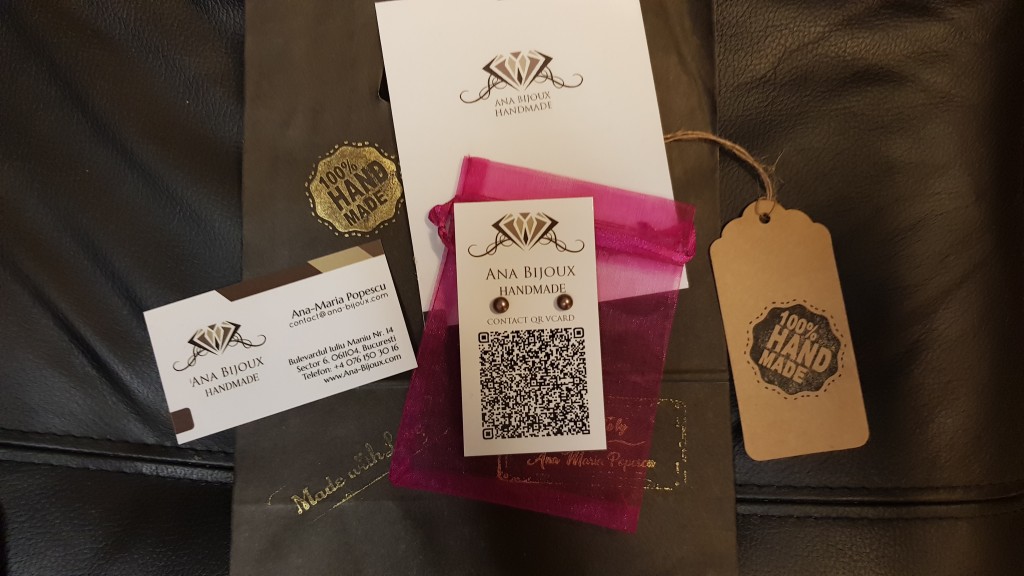 ANA BIJOUX
HANDMADE
100%
HAND
MADE
Ana-Maria Popescu
contact@ana-bijoux.com
ANA BIJOUX
HANDMADE
Bulevardul Iuliu Maniu Nr. 14
Sector 6, 061104, Bucuresti
Telefon: +4 076 150 30 16
www.Ana-Bijoux.com
ANA BIJOUX
HANDMADE
CONTACT QR VCARD
100%
HAND
MADE
Made with
by
Ana Maria Popescu